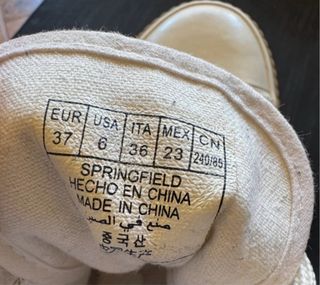 EUR USA ITA MEX CN
37 6 36 23 240/85
SPRINGFIELD
HECHO EN CHINA
MADE IN CHINA
صنع في الصين
중국산